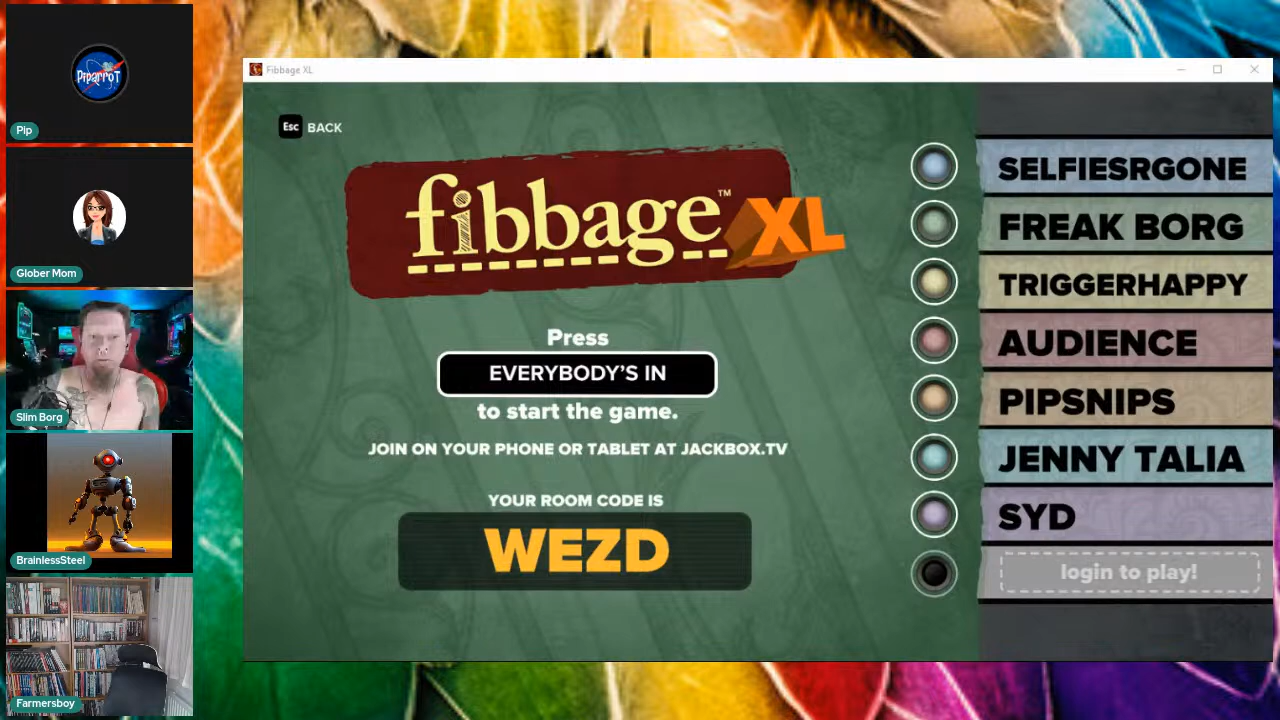 PiparroT
Pip
Glober Mom
Slim Borg
BrainlessSteel
Farmersboy
Fibbage XL
Esc BACK
fibbage™ XL
Press
EVERYBODY'S IN
to start the game.
JOIN ON YOUR PHONE OR TABLET AT JACKBOX.TV
YOUR ROOM CODE IS
WEZD
SELFIESRGONE
FREAK BORG
TRIGGERHAPPY
AUDIENCE
PIPSNIPS
JENNY TALIA
SYD
login to play!